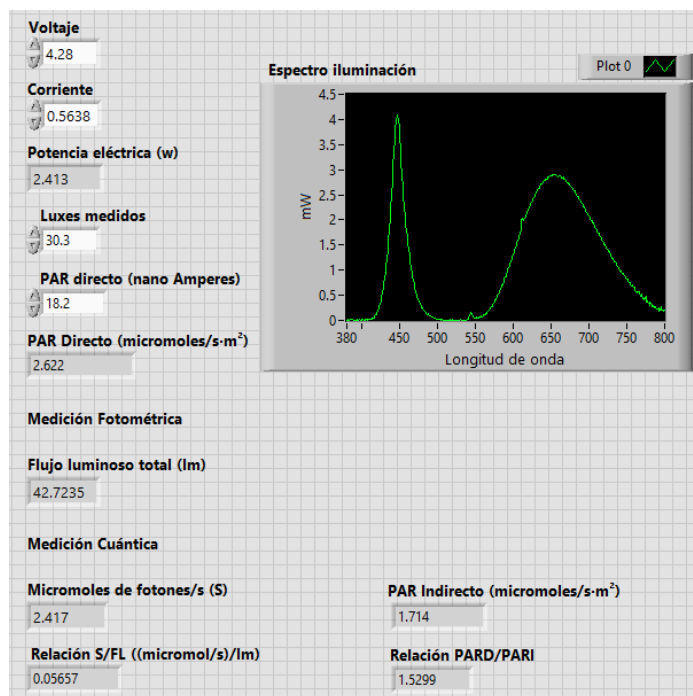 Voltaje
4.28
Corriente
0.5638
Potencia eléctrica (w)
2.413
Luxes medidos
30.3
PAR directo (nano Amperes)
18.2
PAR Directo (micromoles/s·m²)
2.622
Espectro iluminación
Plot 0
4.5
4
3.5
3
2.5
2
1.5
1
0.5
0
mW
380 450 500 550 600 650 700 750 800
Longitud de onda
Medición Fotométrica
Flujo luminoso total (lm)
42.7235
Medición Cuántica
Micromoles de fotones/s (S)
2.417
PAR Indirecto (micromoles/s·m²)
1.714
Relación S/FL ((micromol/s)/lm)
0.05657
Relación PARD/PARI
1.5299